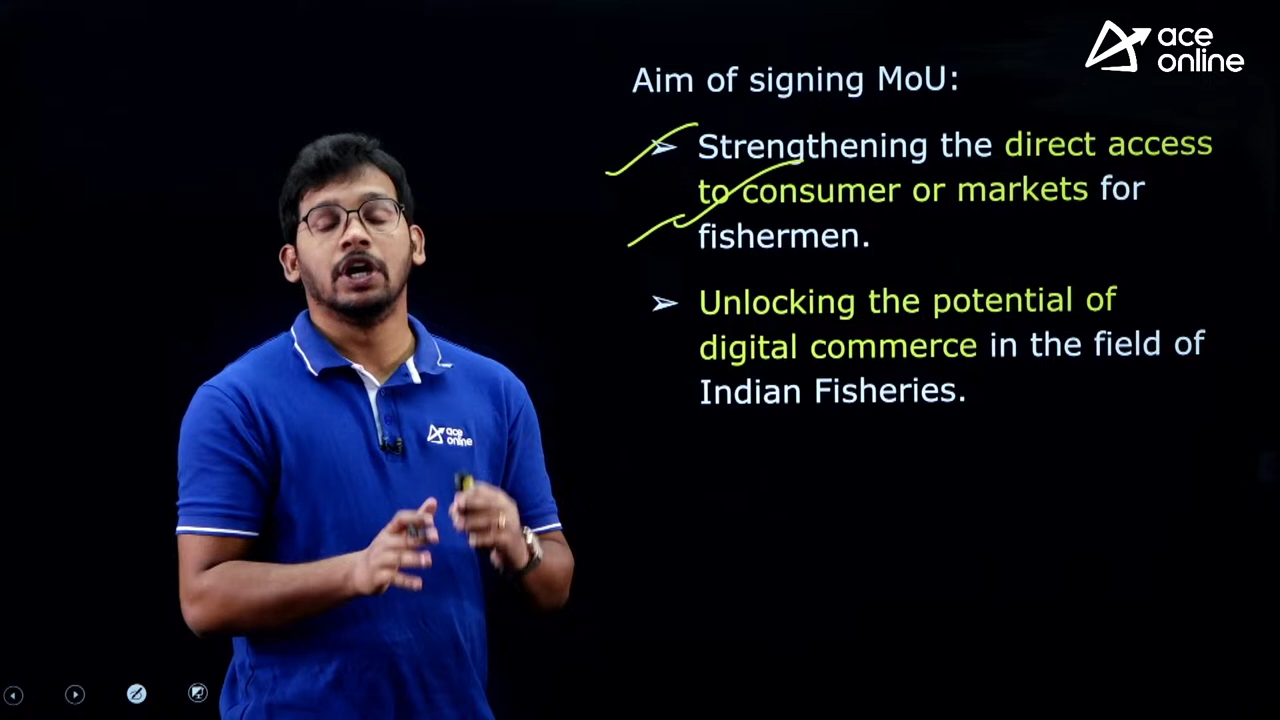 ace
online
Aim of signing MoU:
➢ Strengthening the direct access
to consumer or markets for
fishermen.
➢ Unlocking the potential of
digital commerce in the field of
Indian Fisheries.
ace
online